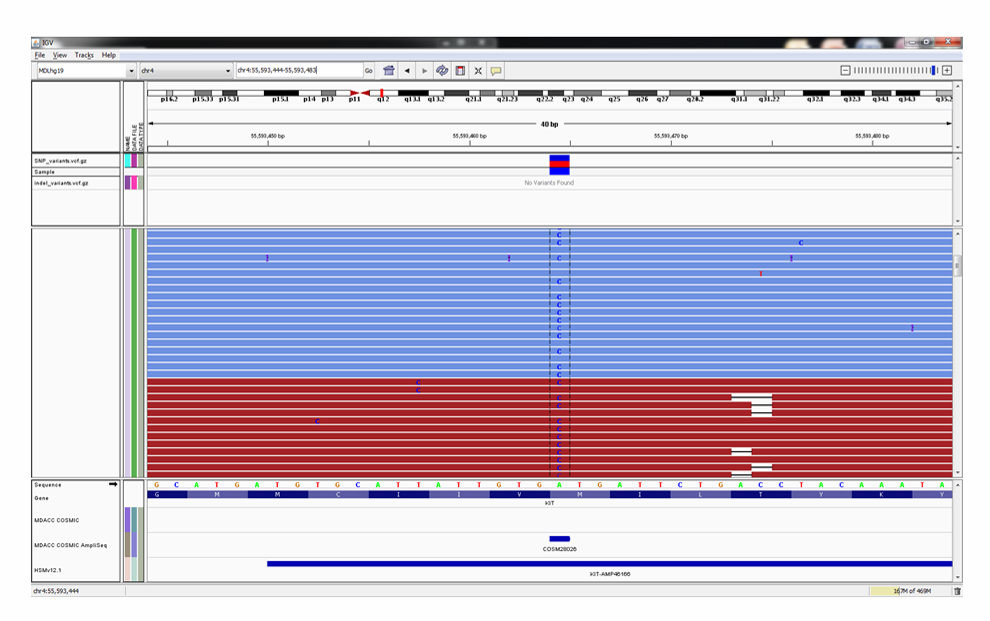 IGV
File View Tracks Help
MDLhg19 chr4 chr4:55,593,444-55,593,483 Go
p16.2 p15.33 p15.31 p15.1 p14 p13 p11 q12 q13.1 q13.2 q21.1 q21.23 q22.2 q23 q24 q25 q26 q27 q28.2 q31.1 q31.22 q32.1 q32.3 q34.1 q34.3 q35.2
40 bp
NAME
DATA FILE
DATA TYPE
55,593,450 bp 55,593,460 bp 55,593,470 bp 55,593,480 bp
SNP_variants.vcf.gz
Sample
indel_variants.vcf.gz No Variants Found
C
C C
C
T
C
C
C
C
C
C
C
C
C
C
C C
C
C
C
C
C
C
C
C
C
C
Sequence G C A T G A T G T G C A T T A T T G T G A T G A T T C T G A C C T A C A A A T A
Gene G M M C I I V M I L T Y K Y
KIT
MDACC COSMIC
MDACC COSMIC AmpliSeq
COSM28026
HSMv12.1
KIT-AMP46166
chr4:55,593,444 167M of 469M